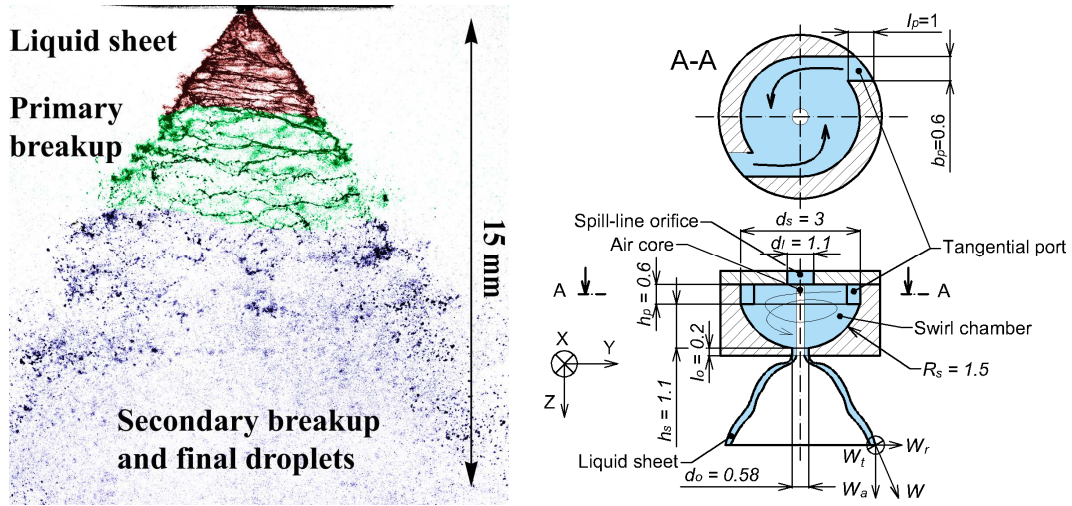 Liquid sheet
Primary
breakup
15 mm
Secondary breakup
and final droplets
A-A
lp=1
bp=0.6
Spill-line orifice
ds = 3
Air core
dl = 1.1
Tangential port
A
A
hp = 0.6
Swirl chamber
X
Y
Z
lo = 0.2
Rs = 1.5
hs = 1.1
Liquid sheet
Wt
Wr
do = 0.58
Wa
W